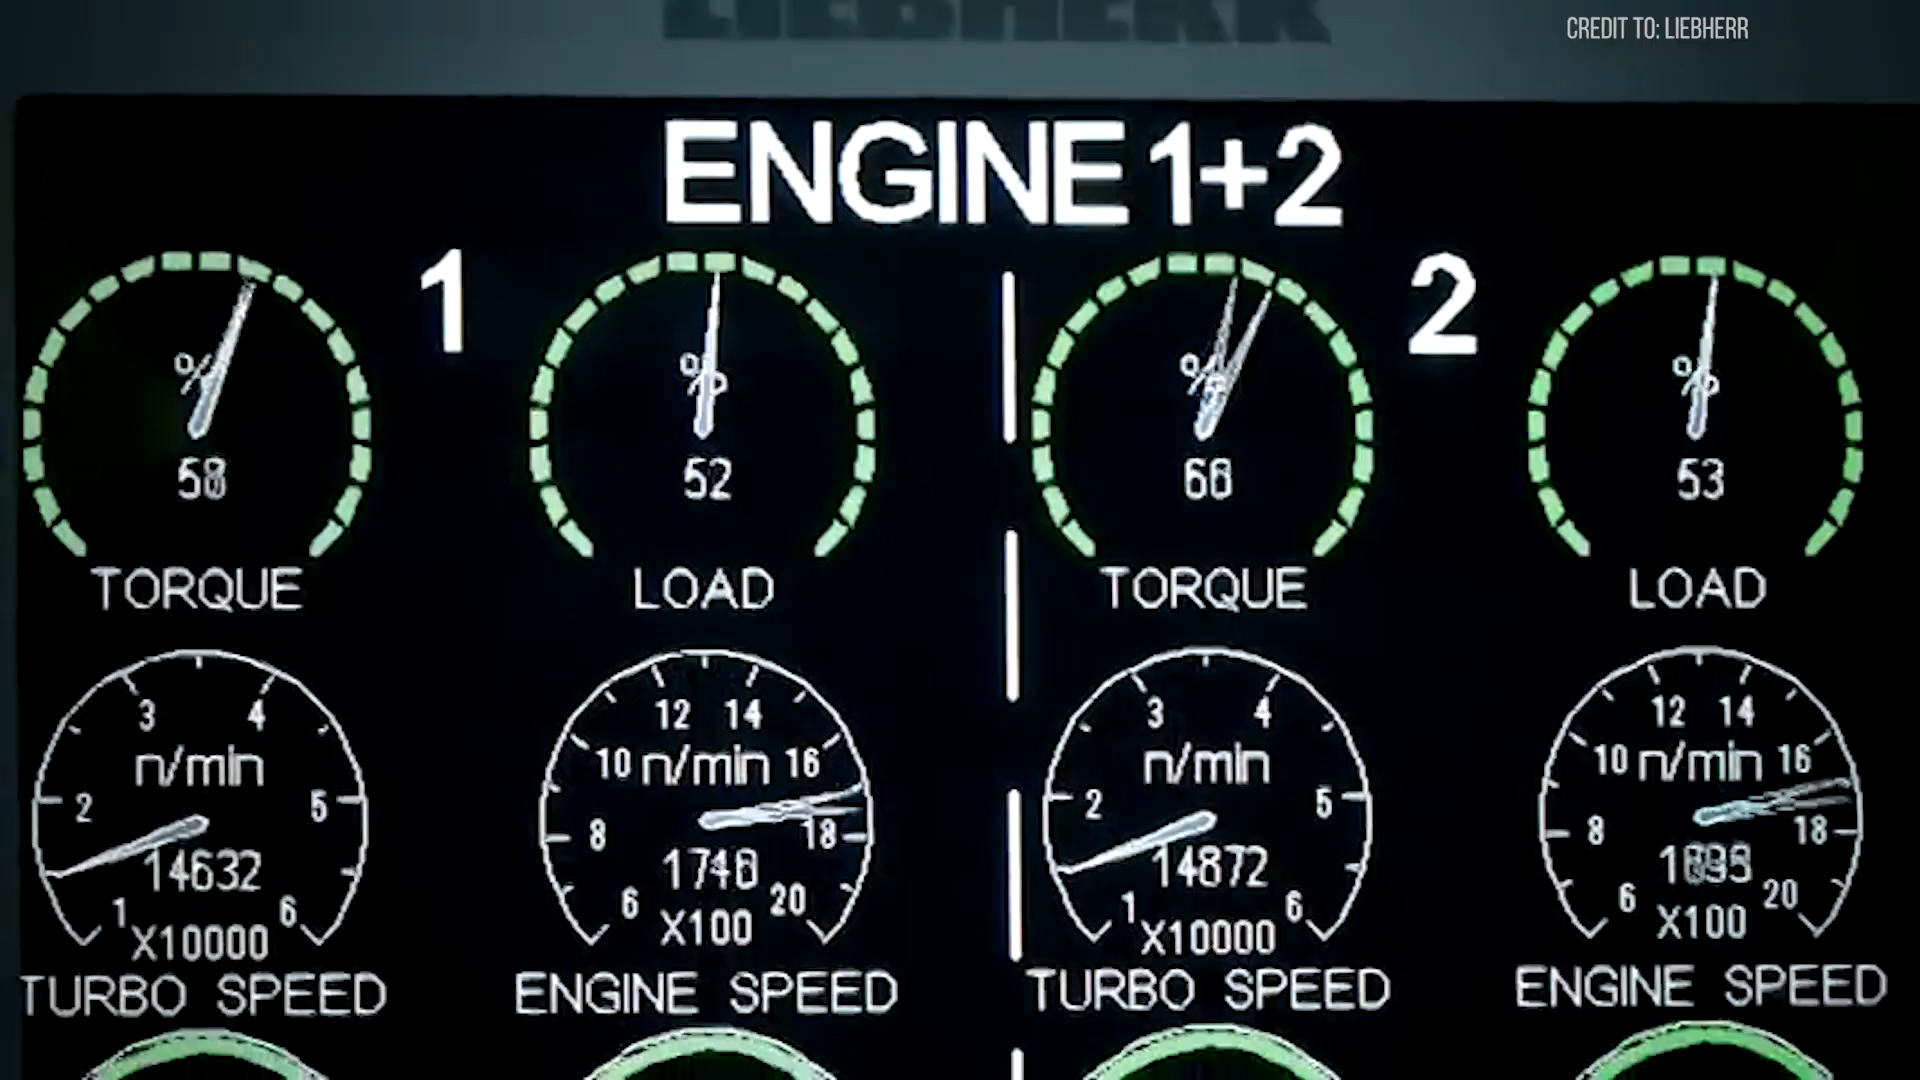 LIEBHERR
CREDIT TO: LIEBHERR
ENGINE 1+2
1
2
% % % %
52 53
TORQUE LOAD TORQUE LOAD
3 4 12 14 3 4 12 14
n/min 10 n/min 16 n/min 10 n/min 16
2 5 8 18 2 5 8 18
14632 14872
1 6 6 20 1 6 6 20
X10000 X100 X10000 X100
TURBO SPEED ENGINE SPEED TURBO SPEED ENGINE SPEED